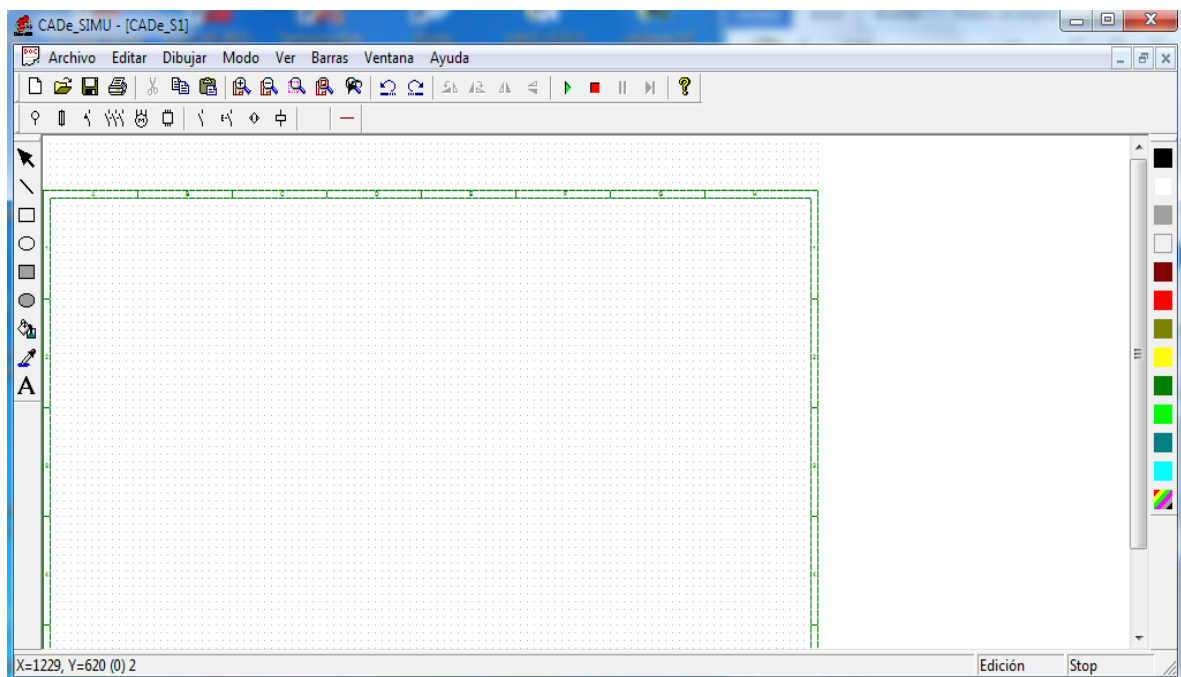 CADe_SIMU - [CADe_S1]
Archivo Editar Dibujar Modo Ver Barras Ventana Ayuda
A
X=1229, Y=620 (0) 2 Edición Stop